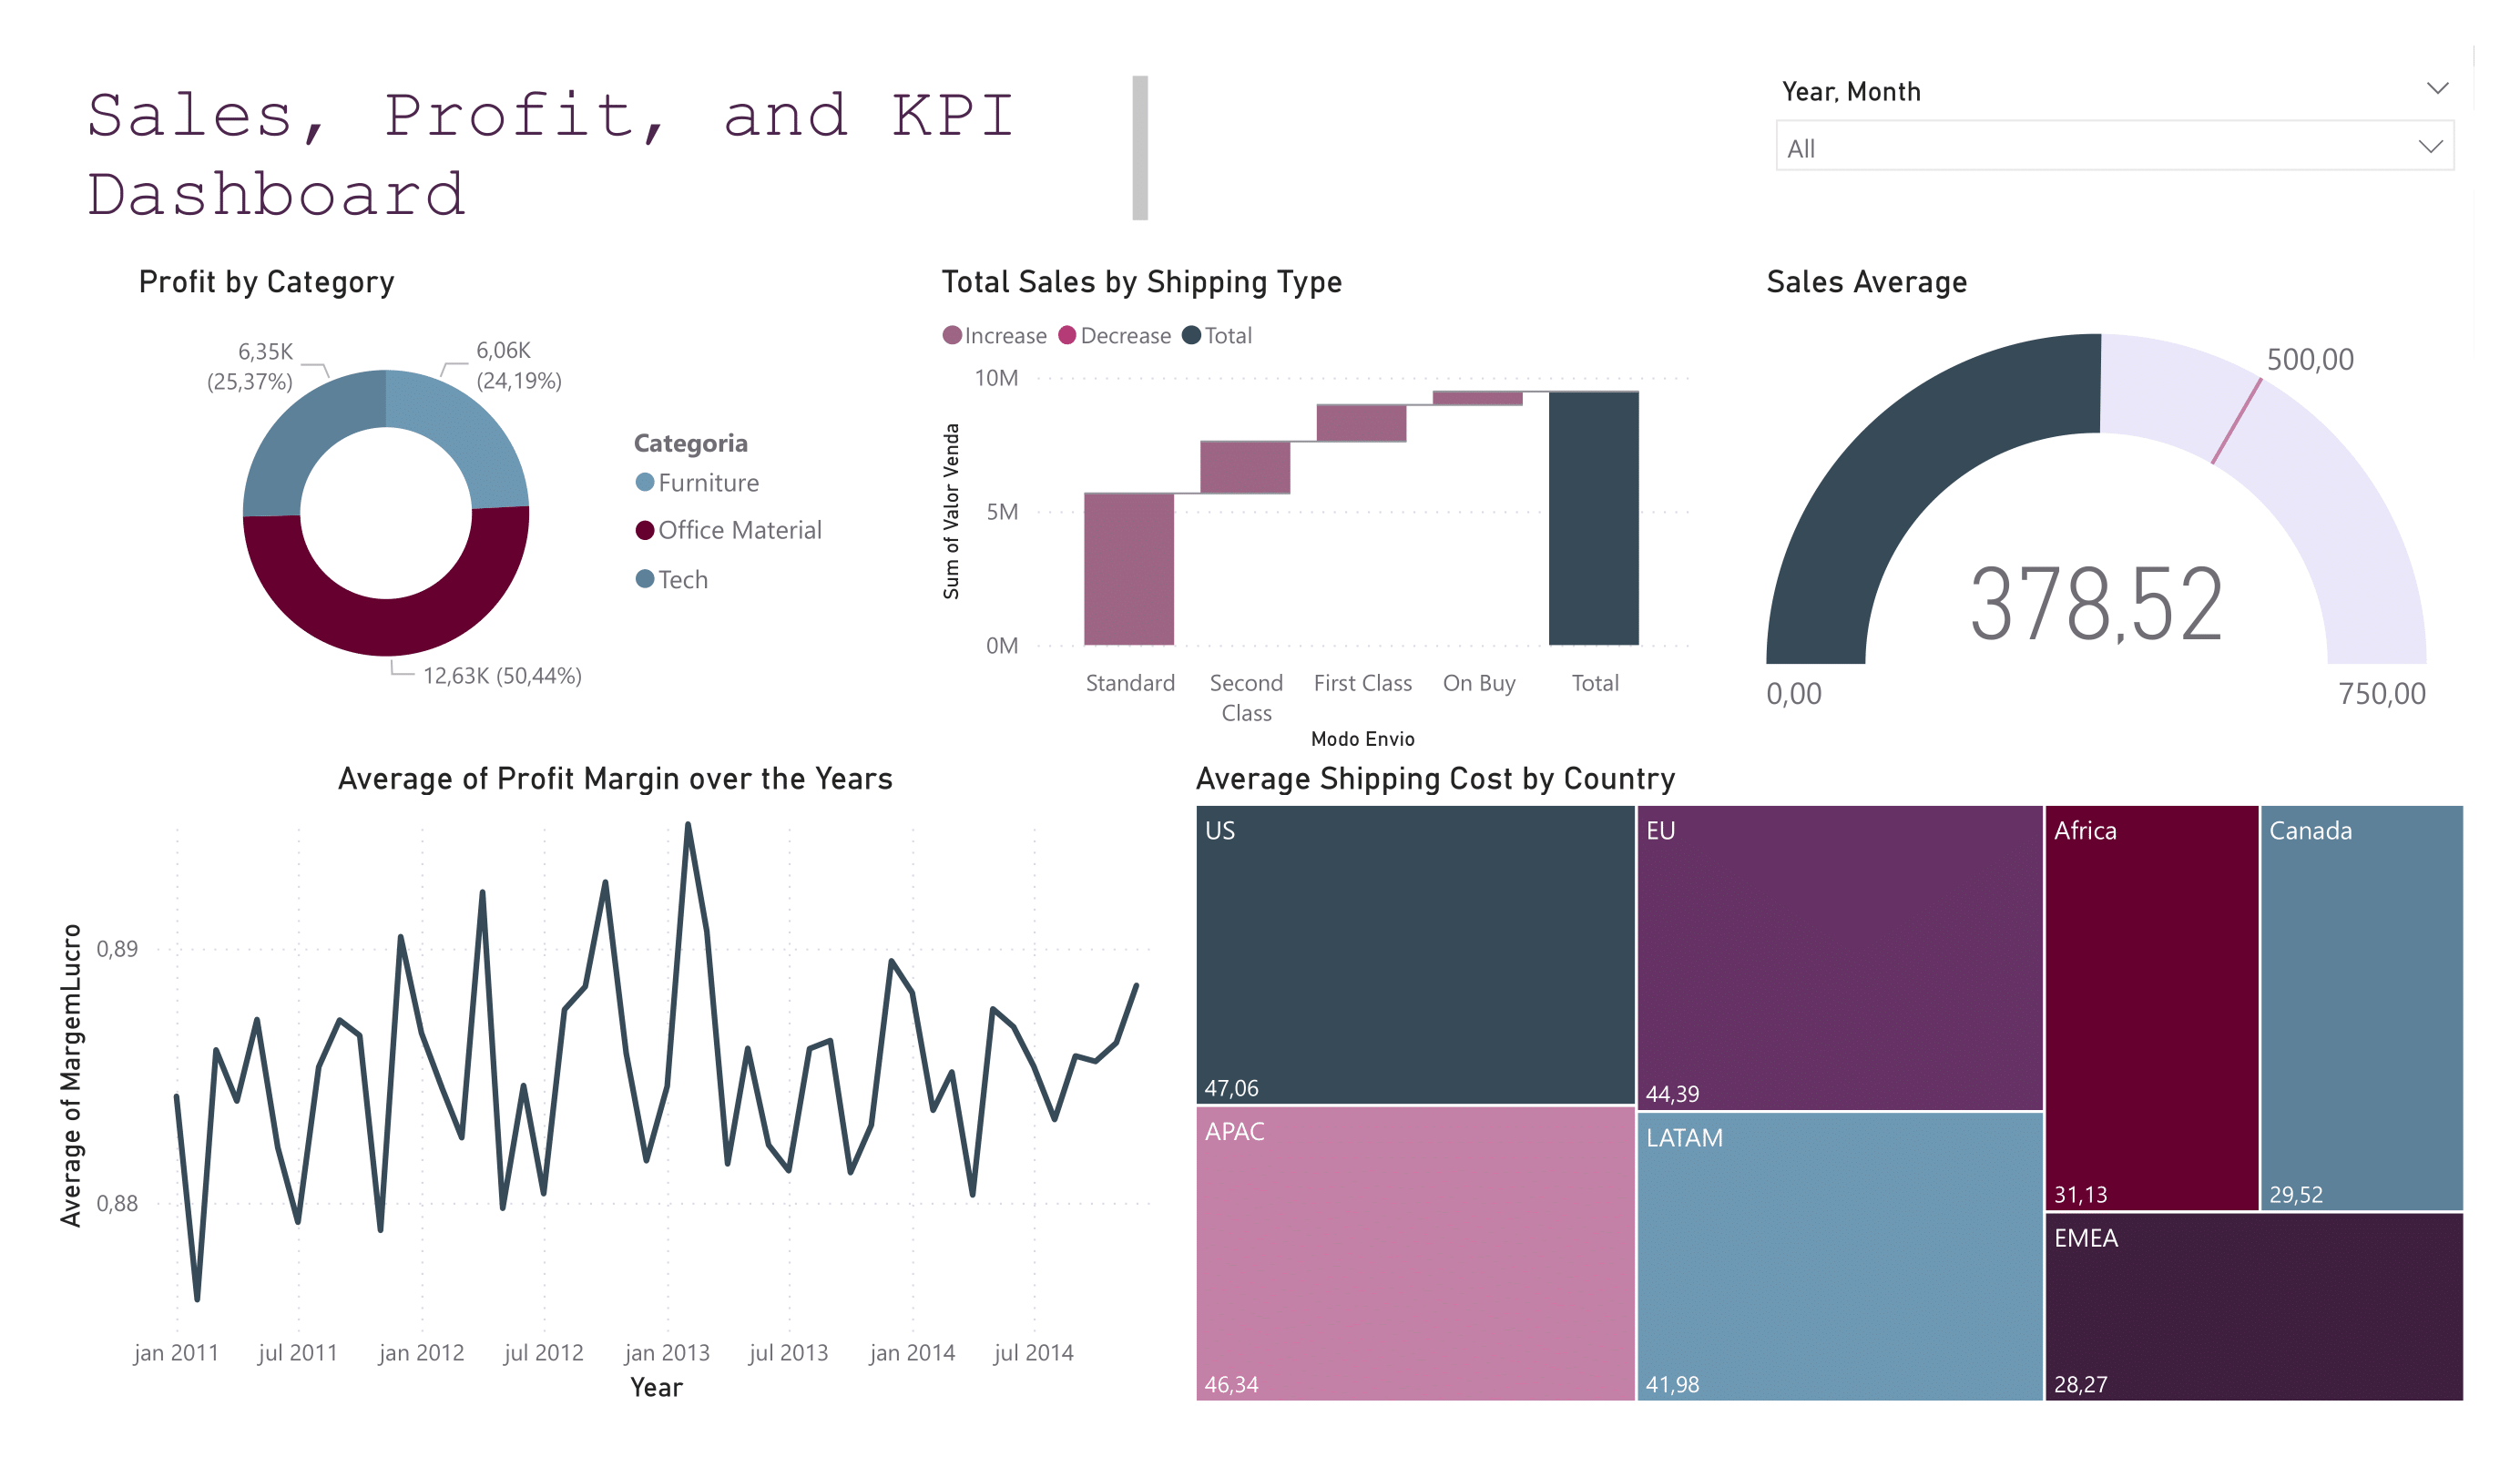 Sales, Profit, and KPI
Dashboard
Year, Month
All
Profit by Category
6,35K
(25,37%)
6,06K
(24,19%)
12,63K (50,44%)
Categoria
Furniture
Office Material
Tech
Total Sales by Shipping Type
Increase Decrease Total
Sum of Valor Venda
10M
5M
0M
Standard Second Class First Class On Buy Total
Modo Envio
Sales Average
500,00
378,52
0,00 750,00
Average of Profit Margin over the Years
Average of MargemLucro
0,89
0,88
jan 2011 jul 2011 jan 2012 jul 2012 jan 2013 jul 2013 jan 2014 jul 2014
Year
Average Shipping Cost by Country
US
47,06
EU
44,39
Africa
31,13
Canada
29,52
APAC
46,34
LATAM
41,98
EMEA
28,27